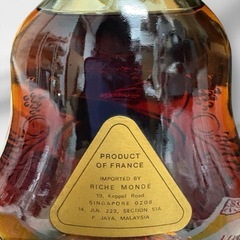 PRODUCT
OF FRANCE
IMPORTED BY
RICHE MONDE
19, Keppel Road
SINGAPORE 0208
14, JLN. 223, SECTION 51A
P. JAYA, MALAYSIA